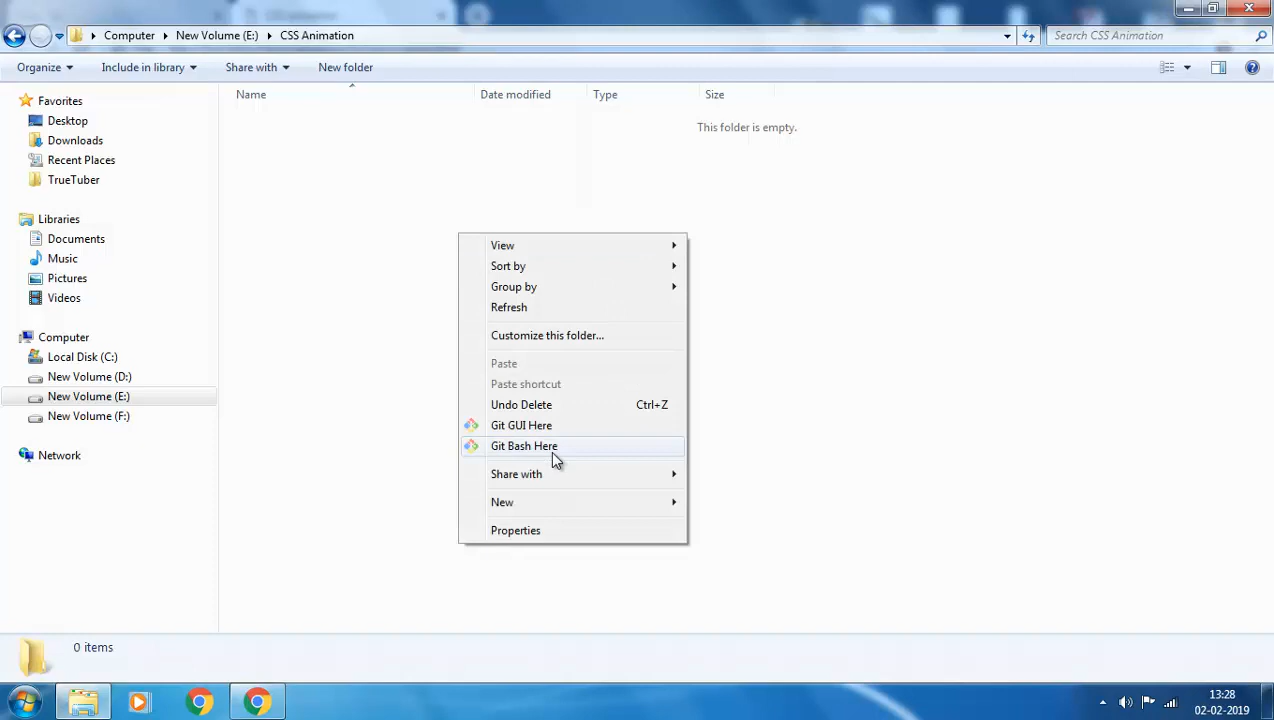 Computer New Volume (E:) CSS Animation
Search CSS Animation
Organize Include in library Share with New folder
Name Date modified Type Size
This folder is empty.
Favorites
Desktop
Downloads
Recent Places
TrueTuber
Libraries
Documents
Music
Pictures
Videos
Computer
Local Disk (C:)
New Volume (D:)
New Volume (E:)
New Volume (F:)
Network
View
Sort by
Group by
Refresh
Customize this folder...
Paste
Paste shortcut
Undo Delete Ctrl+Z
Git GUI Here
Git Bash Here
Share with
New
Properties
0 items
13:28
02-02-2019